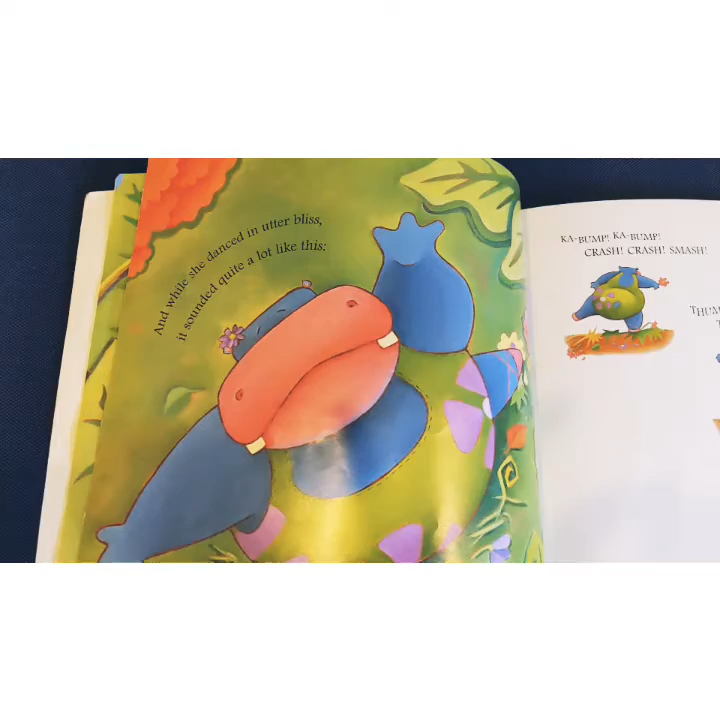 And while she danced in utter bliss,
it sounded quite a lot like this:
KA-BUMP! KA-BUMP!
CRASH! CRASH! SMASH!